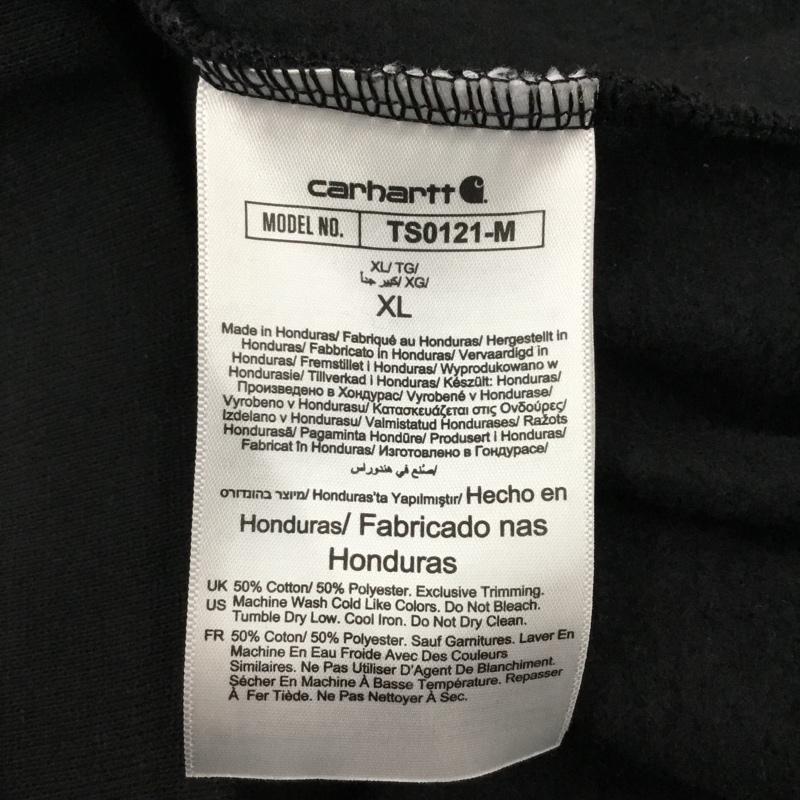 carhartt
MODEL NO. TS0121-M
XL/ TG/
كبير جداً/ XG/
XL
Made in Honduras/ Fabriqué au Honduras/ Hergestellt in
Honduras/ Fabbricato in Honduras/ Vervaardigd in
Honduras/ Fremstillet i Honduras/ Wyprodukowano w
Hondurasie/ Tillverkad i Honduras/ Készült: Honduras/
Произведено в Хондурас/ Vyrobené v Hondurase/
Vyrobeno v Hondurasu/ Κατασκευάζεται στις Ονδούρες/
Izdelano v Hondurasu/ Valmistatud Hondurases/ Ražots
Hondurasā/ Pagaminta Hondūre/ Produsert i Honduras/
Fabricat în Honduras/ Изготовлено в Гондурасе/
صنع في هندوراس/
מיוצר בהונדורס/ Honduras'ta Yapılmıştır/ Hecho en
Honduras/ Fabricado nas
Honduras
UK 50% Cotton/ 50% Polyester. Exclusive Trimming.
US Machine Wash Cold Like Colors. Do Not Bleach.
Tumble Dry Low. Cool Iron. Do Not Dry Clean.
FR 50% Coton/ 50% Polyester. Sauf Garnitures. Laver En
Machine En Eau Froide Avec Des Couleurs
Similaires. Ne Pas Utiliser D'Agent De Blanchiment.
Sécher En Machine À Basse Température. Repasser
À Fer Tiède. Ne Pas Nettoyer À Sec.